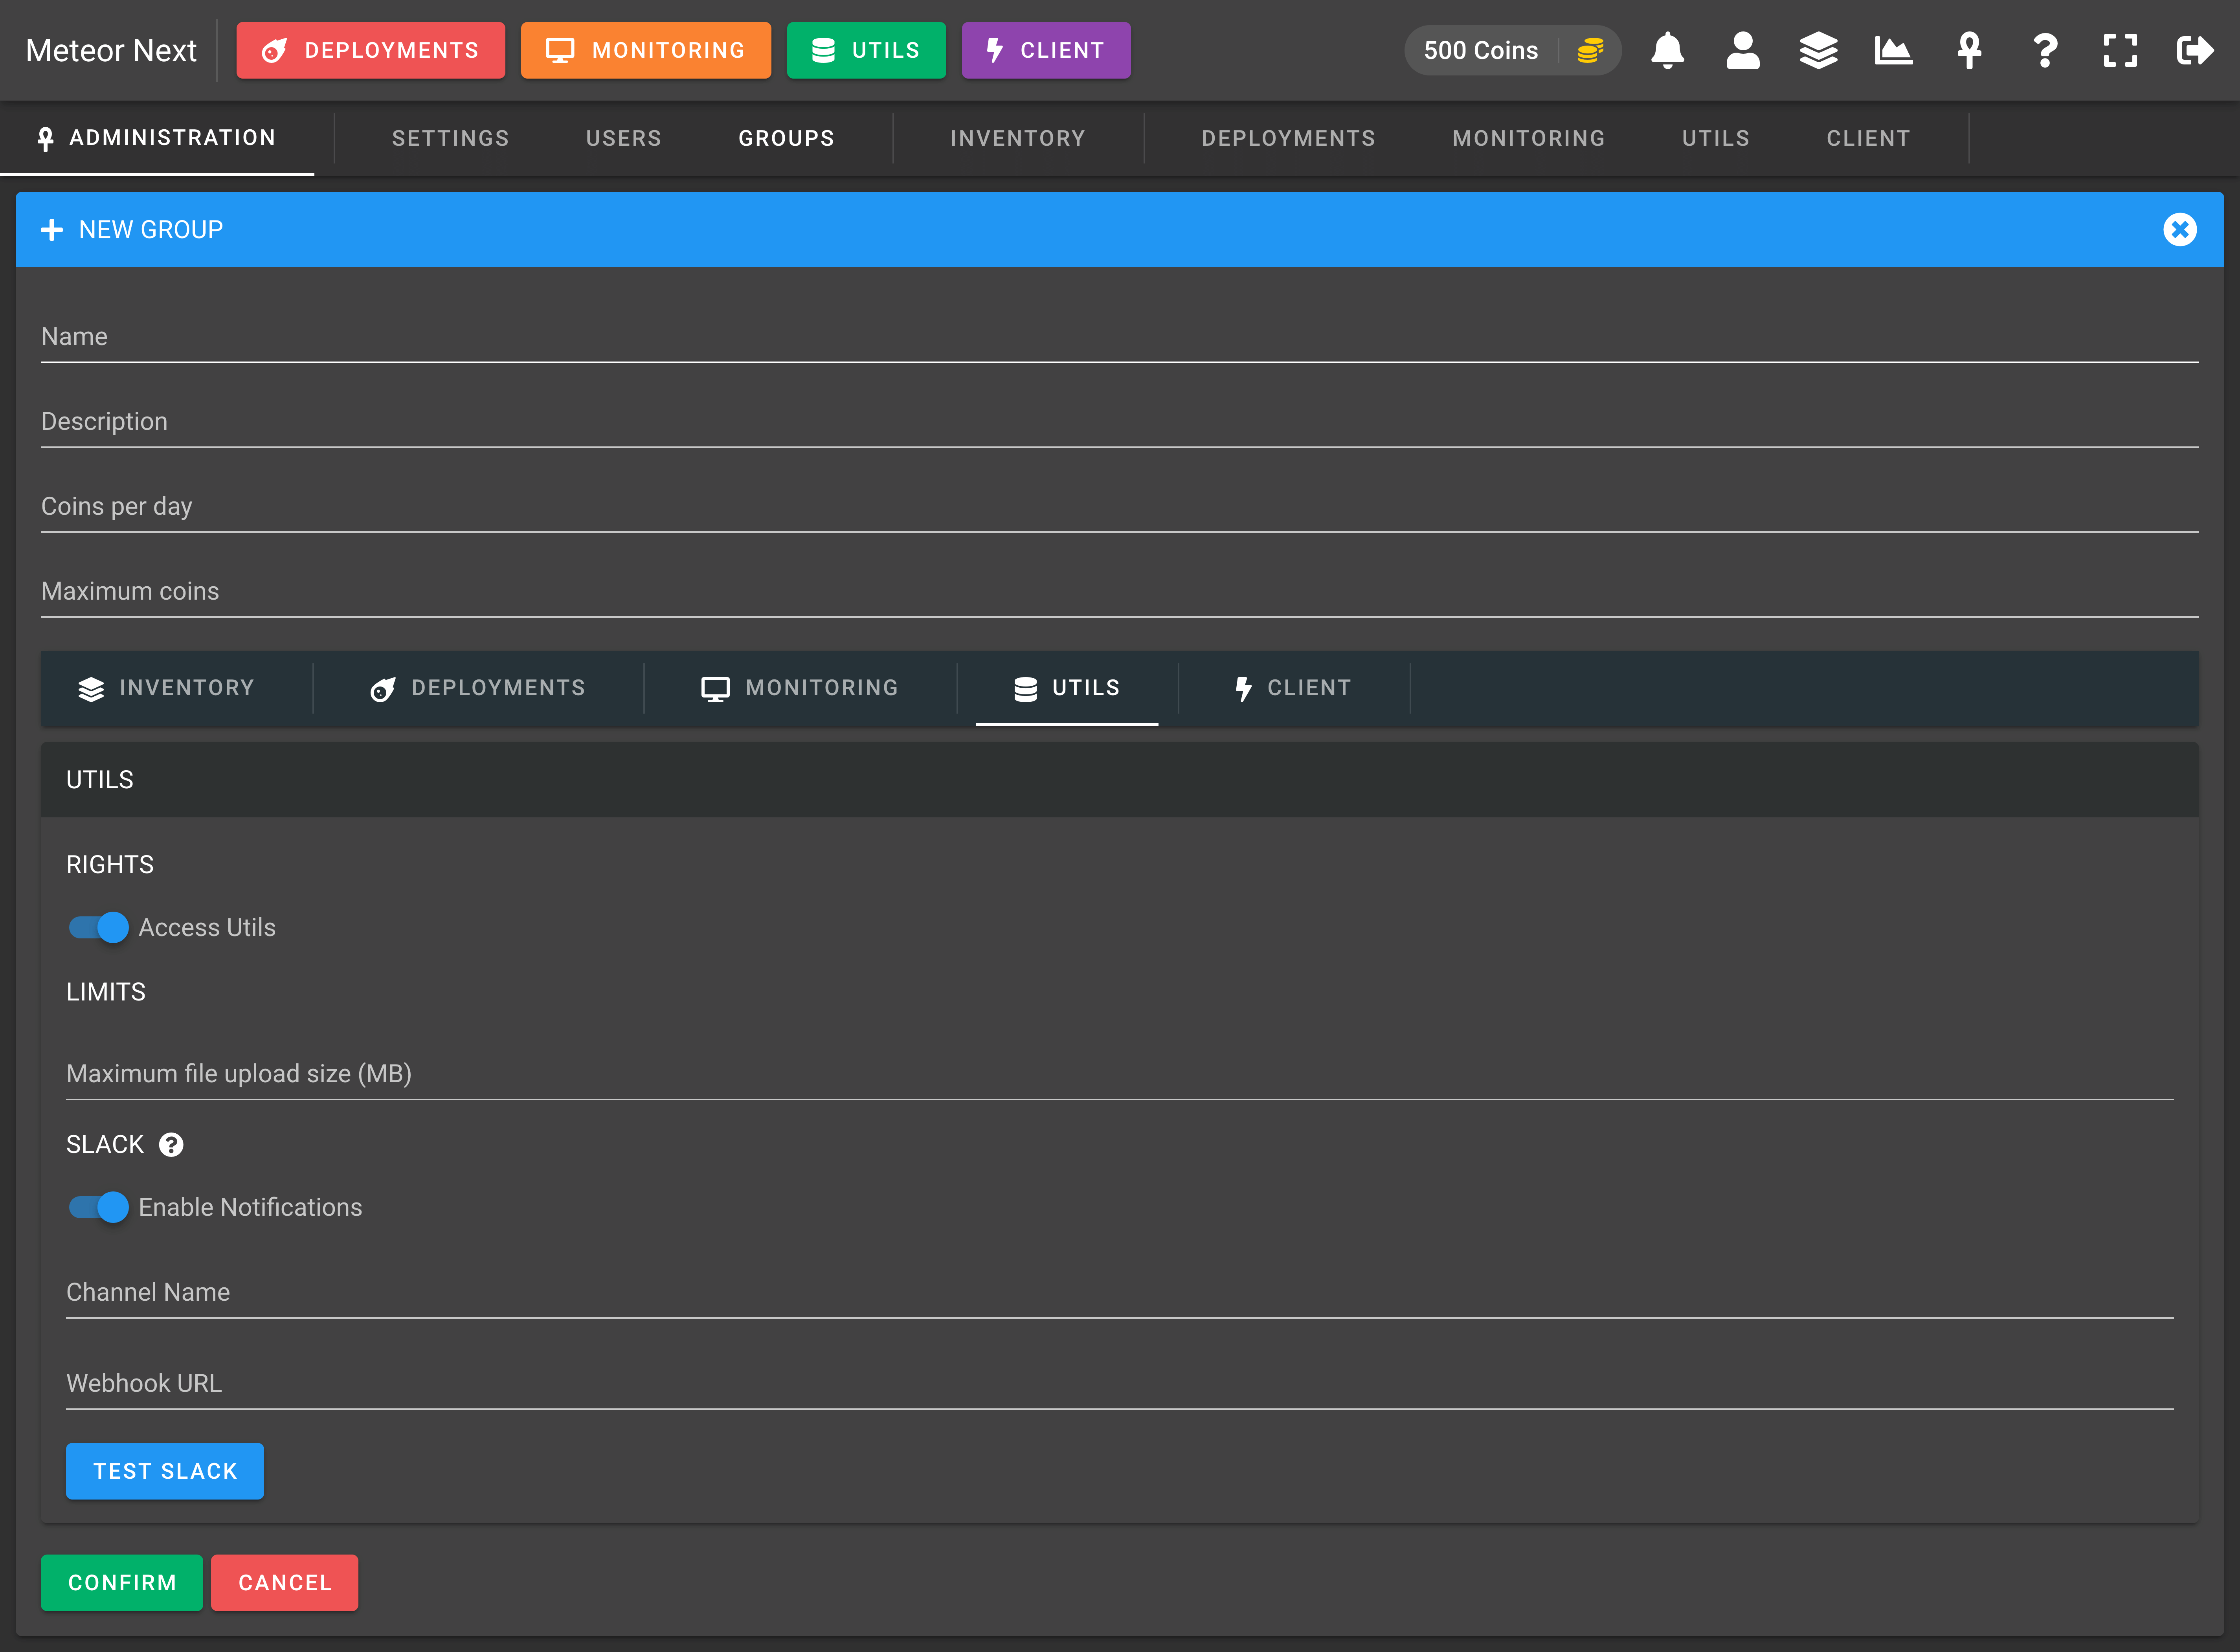 Meteor Next DEPLOYMENTS MONITORING UTILS CLIENT 500 Coins
ADMINISTRATION SETTINGS USERS GROUPS INVENTORY DEPLOYMENTS MONITORING UTILS CLIENT
NEW GROUP
Name
Description
Coins per day
Maximum coins
INVENTORY DEPLOYMENTS MONITORING UTILS CLIENT
UTILS
RIGHTS
Access Utils
LIMITS
Maximum file upload size (MB)
SLACK
Enable Notifications
Channel Name
Webhook URL
TEST SLACK
CONFIRM CANCEL